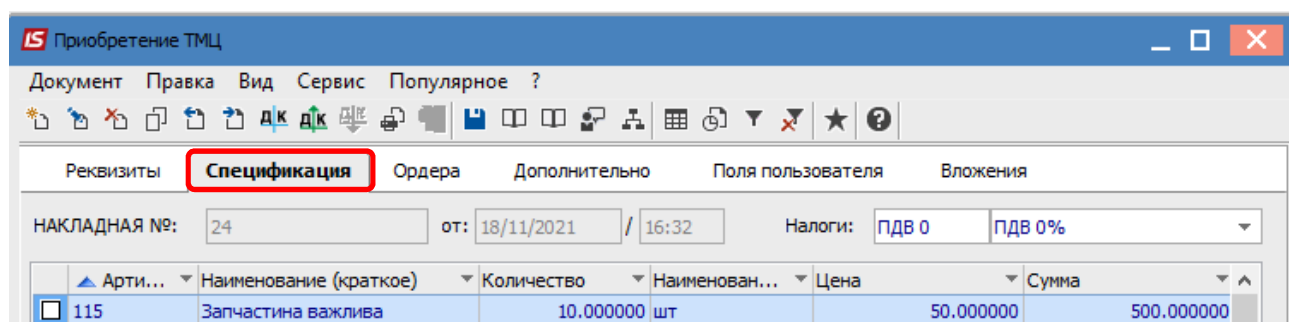 IS Приобретение ТМЦ
Документ Правка Вид Сервис Популярное ?
Д К ДК Д К
Реквизиты Спецификация Ордера Дополнительно Поля пользователя Вложения
НАКЛАДНАЯ №: 24 от: 18/11/2021 / 16:32 Налоги: ПДВ 0 ПДВ 0%
Арти... Наименование (краткое) Количество Наименован... Цена Сумма
115 Запчастина важлива 10.000000 шт 50.000000 500.000000